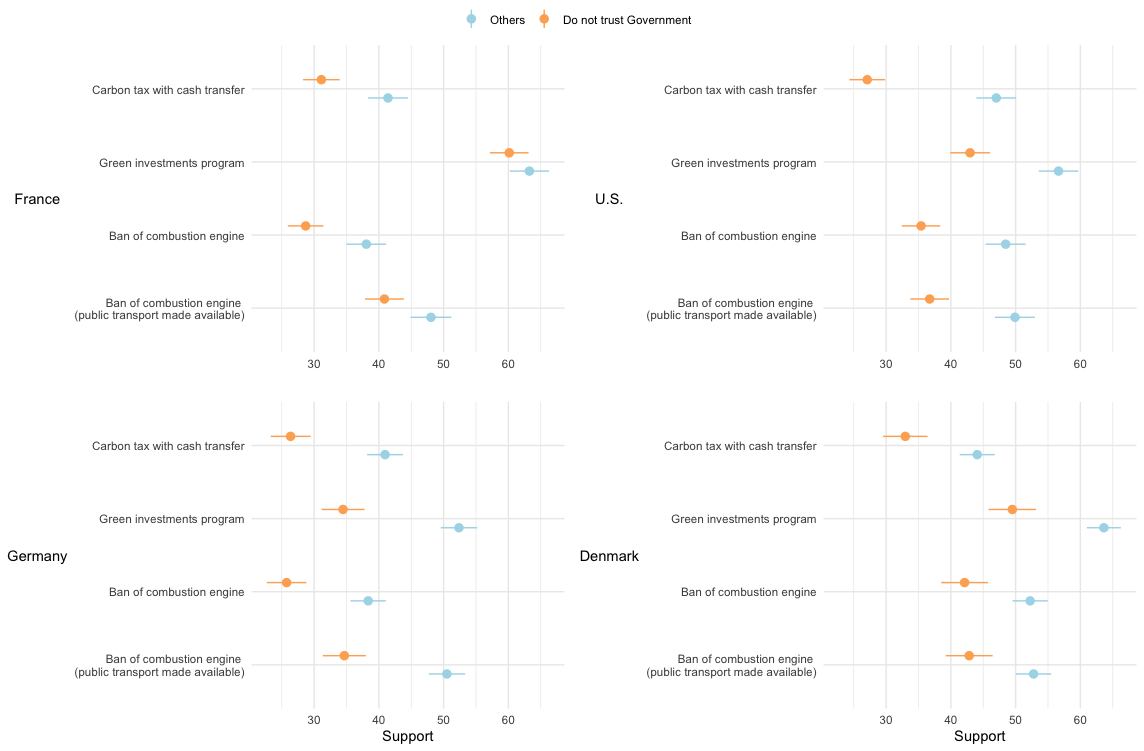 Others Do not trust Government
France
Carbon tax with cash transfer
Green investments program
Ban of combustion engine
Ban of combustion engine
(public transport made available)
30 40 50 60
U.S.
Carbon tax with cash transfer
Green investments program
Ban of combustion engine
Ban of combustion engine
(public transport made available)
30 40 50 60
Germany
Carbon tax with cash transfer
Green investments program
Ban of combustion engine
Ban of combustion engine
(public transport made available)
30 40 50 60
Support
Denmark
Carbon tax with cash transfer
Green investments program
Ban of combustion engine
Ban of combustion engine
(public transport made available)
30 40 50 60
Support